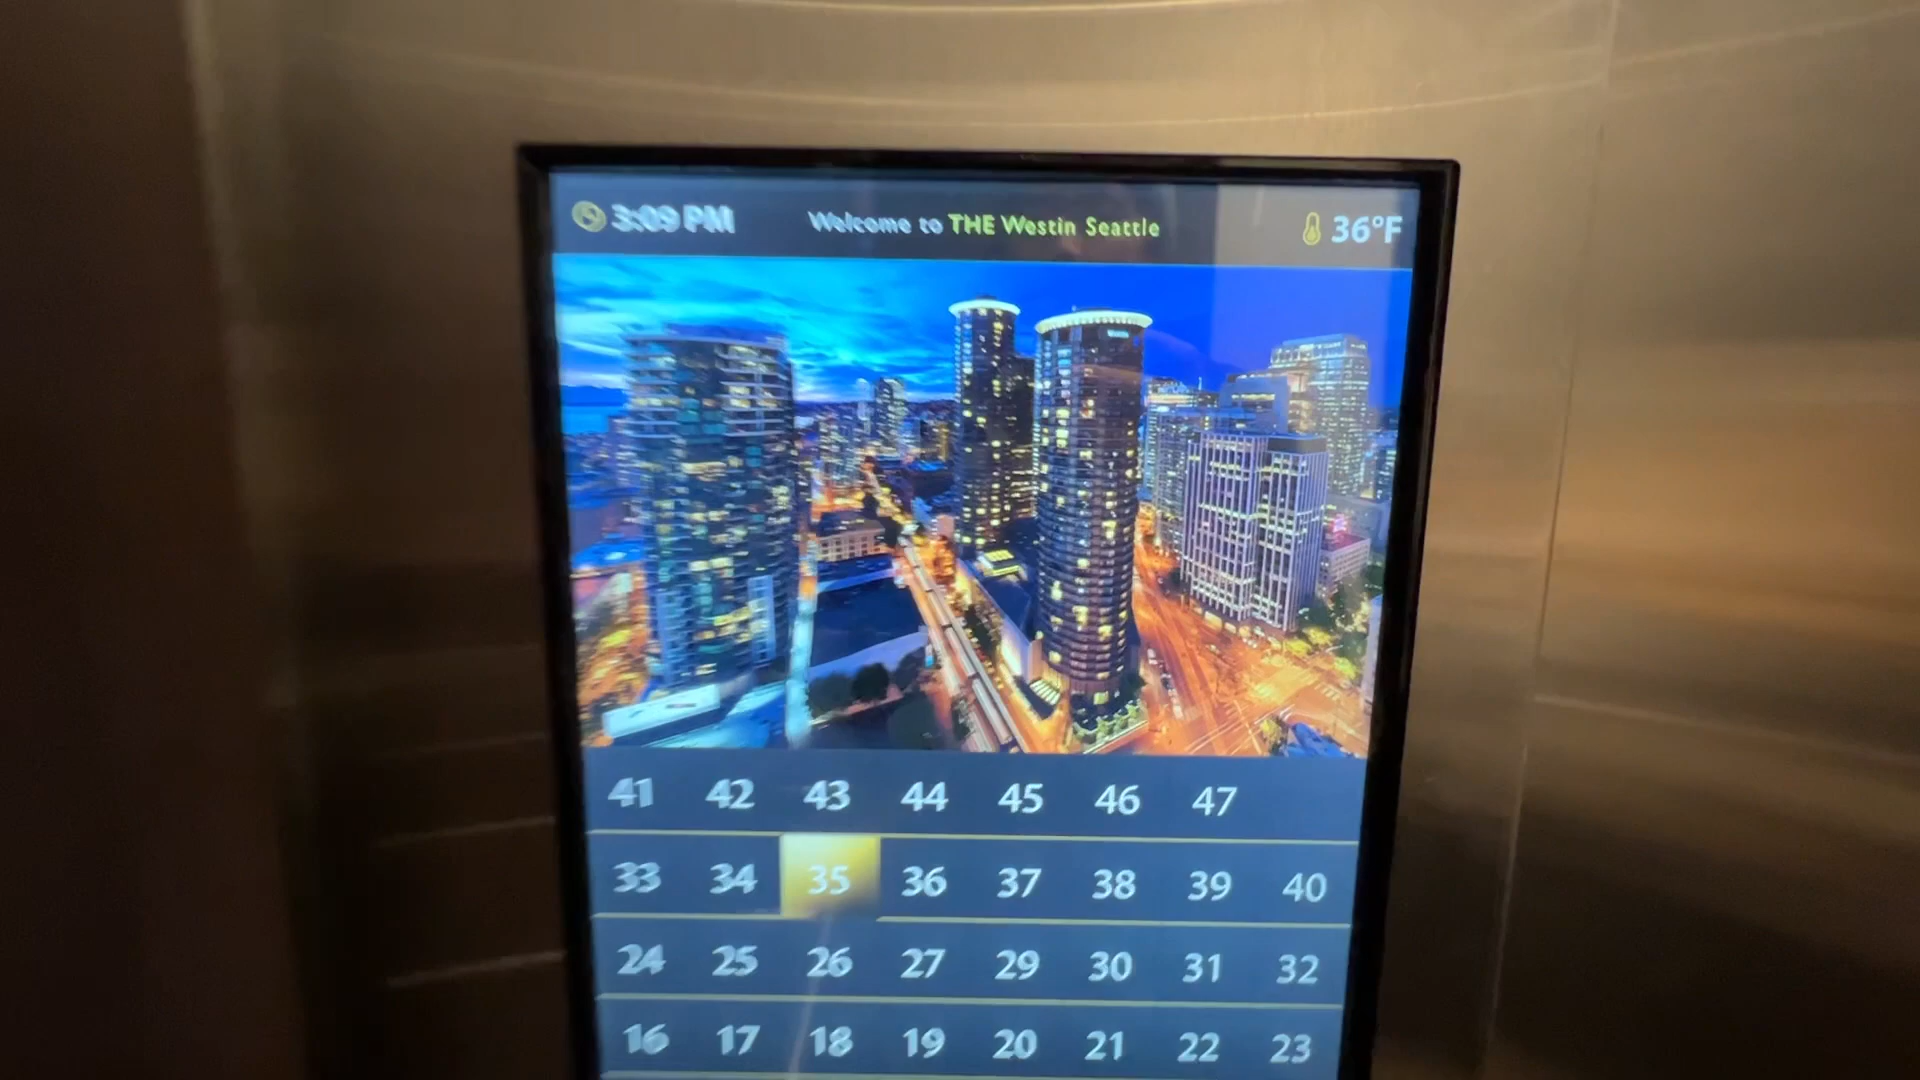 3:09 PM Welcome to THE Westin Seattle 36°F
41 42 43 44 45 46 47
33 34 35 36 37 38 39 40
24 25 26 27 29 30 31 32
16 17 18 19 20 21 22 23